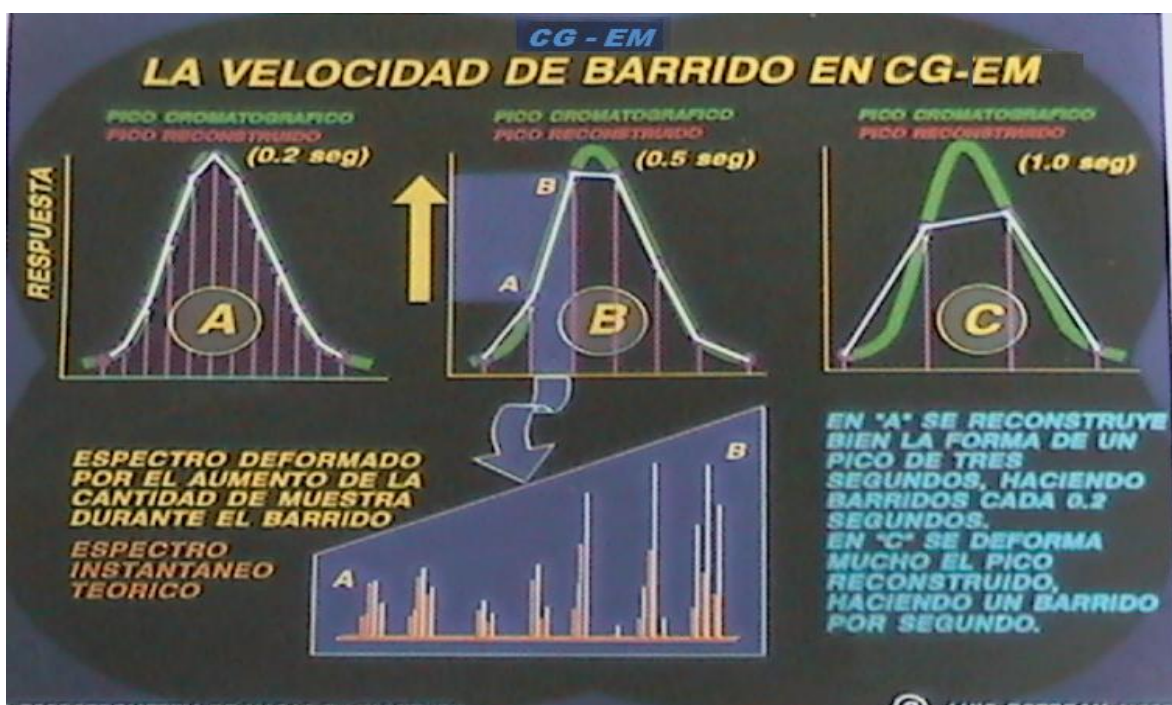 CG - EM
LA VELOCIDAD DE BARRIDO EN CG-EM
PICO CROMATOGRAFICO
PICO RECONSTRUIDO
(0.2 seg)
PICO CROMATOGRAFICO
PICO RECONSTRUIDO
(0.5 seg)
PICO CROMATOGRAFICO
PICO RECONSTRUIDO
(1.0 seg)
RESPUESTA
A
B
A
B
C
ESPECTRO DEFORMADO
POR EL AUMENTO DE LA
CANTIDAD DE MUESTRA
DURANTE EL BARRIDO
ESPECTRO
INSTANTANEO
TEORICO
A
B
EN "A" SE RECONSTRUYE
BIEN LA FORMA DE UN
PICO DE TRES
SEGUNDOS, HACIENDO
BARRIDOS CADA 0.2
SEGUNDOS.
EN "C" SE DEFORMA
MUCHO EL PICO
RECONSTRUIDO,
HACIENDO UN BARRIDO
POR SEGUNDO.